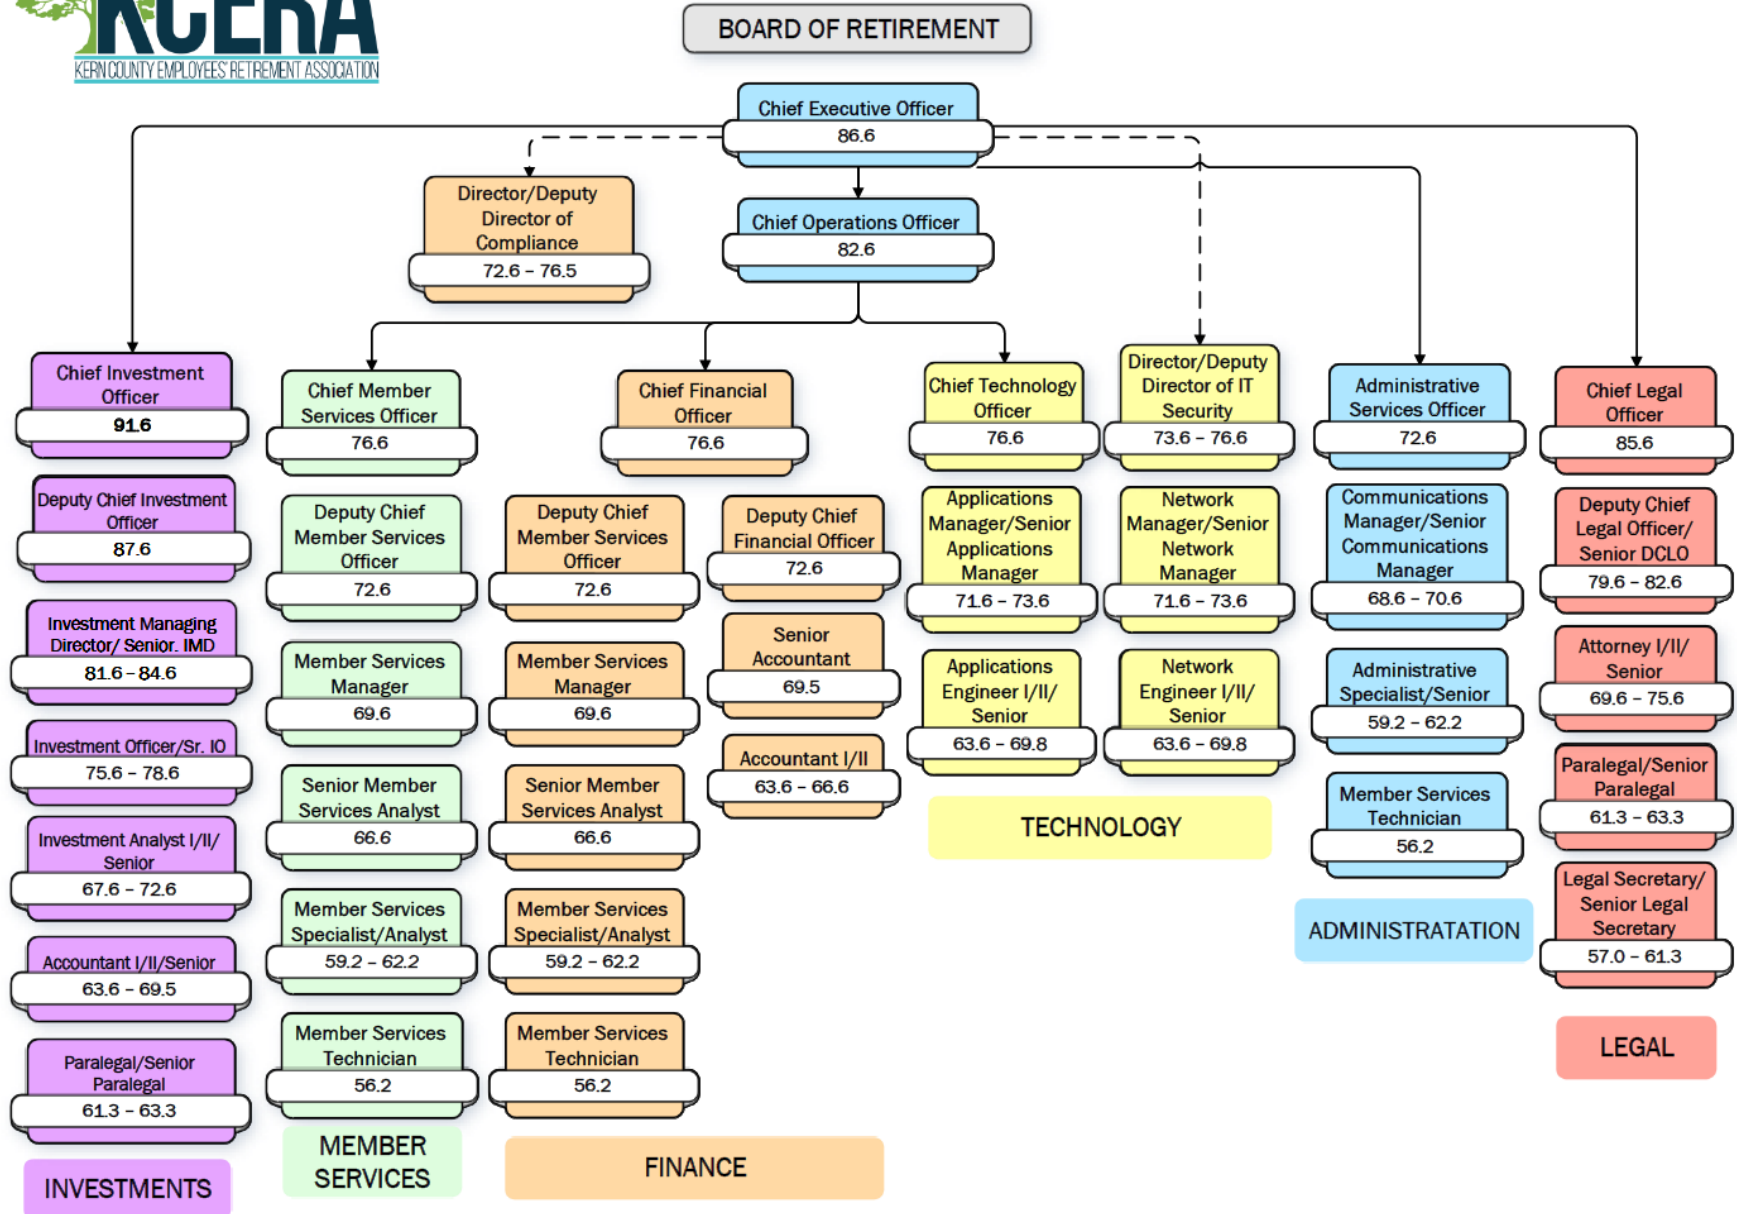 KCERA
KERN COUNTY EMPLOYEES' RETIREMENT ASSOCIATION
BOARD OF RETIREMENT
Chief Executive Officer
86.6
Director/Deputy
Director of
Compliance
72.6 – 76.5
Chief Operations Officer
82.6
Chief Investment
Officer
91.6
Deputy Chief Investment
Officer
87.6
Investment Managing
Director/ Senior. IMD
81.6 – 84.6
Investment Officer/Sr. IO
75.6 – 78.6
Investment Analyst I/II/
Senior
67.6 – 72.6
Accountant I/II/Senior
63.6 – 69.5
Paralegal/Senior
Paralegal
61.3 – 63.3
INVESTMENTS
Chief Member
Services Officer
76.6
Deputy Chief
Member Services
Officer
72.6
Member Services
Manager
69.6
Senior Member
Services Analyst
66.6
Member Services
Specialist/Analyst
59.2 – 62.2
Member Services
Technician
56.2
MEMBER
SERVICES
Chief Financial
Officer
76.6
Deputy Chief
Member Services
Officer
72.6
Member Services
Manager
69.6
Senior Member
Services Analyst
66.6
Member Services
Specialist/Analyst
59.2 – 62.2
Member Services
Technician
56.2
Deputy Chief
Financial Officer
72.6
Senior
Accountant
69.5
Accountant I/II
63.6 – 66.6
FINANCE
Chief Technology
Officer
76.6
Applications
Manager/Senior
Applications
Manager
71.6 – 73.6
Applications
Engineer I/II/
Senior
63.6 – 69.8
Director/Deputy
Director of IT
Security
73.6 – 76.6
Network
Manager/Senior
Network
Manager
71.6 – 73.6
Network
Engineer I/II/
Senior
63.6 – 69.8
TECHNOLOGY
Administrative
Services Officer
72.6
Communications
Manager/Senior
Communications
Manager
68.6 – 70.6
Administrative
Specialist/Senior
59.2 – 62.2
Member Services
Technician
56.2
ADMINISTRATATION
Chief Legal
Officer
85.6
Deputy Chief
Legal Officer/
Senior DCLO
79.6 – 82.6
Attorney I/II/
Senior
69.6 – 75.6
Paralegal/Senior
Paralegal
61.3 – 63.3
Legal Secretary/
Senior Legal
Secretary
57.0 – 61.3
LEGAL